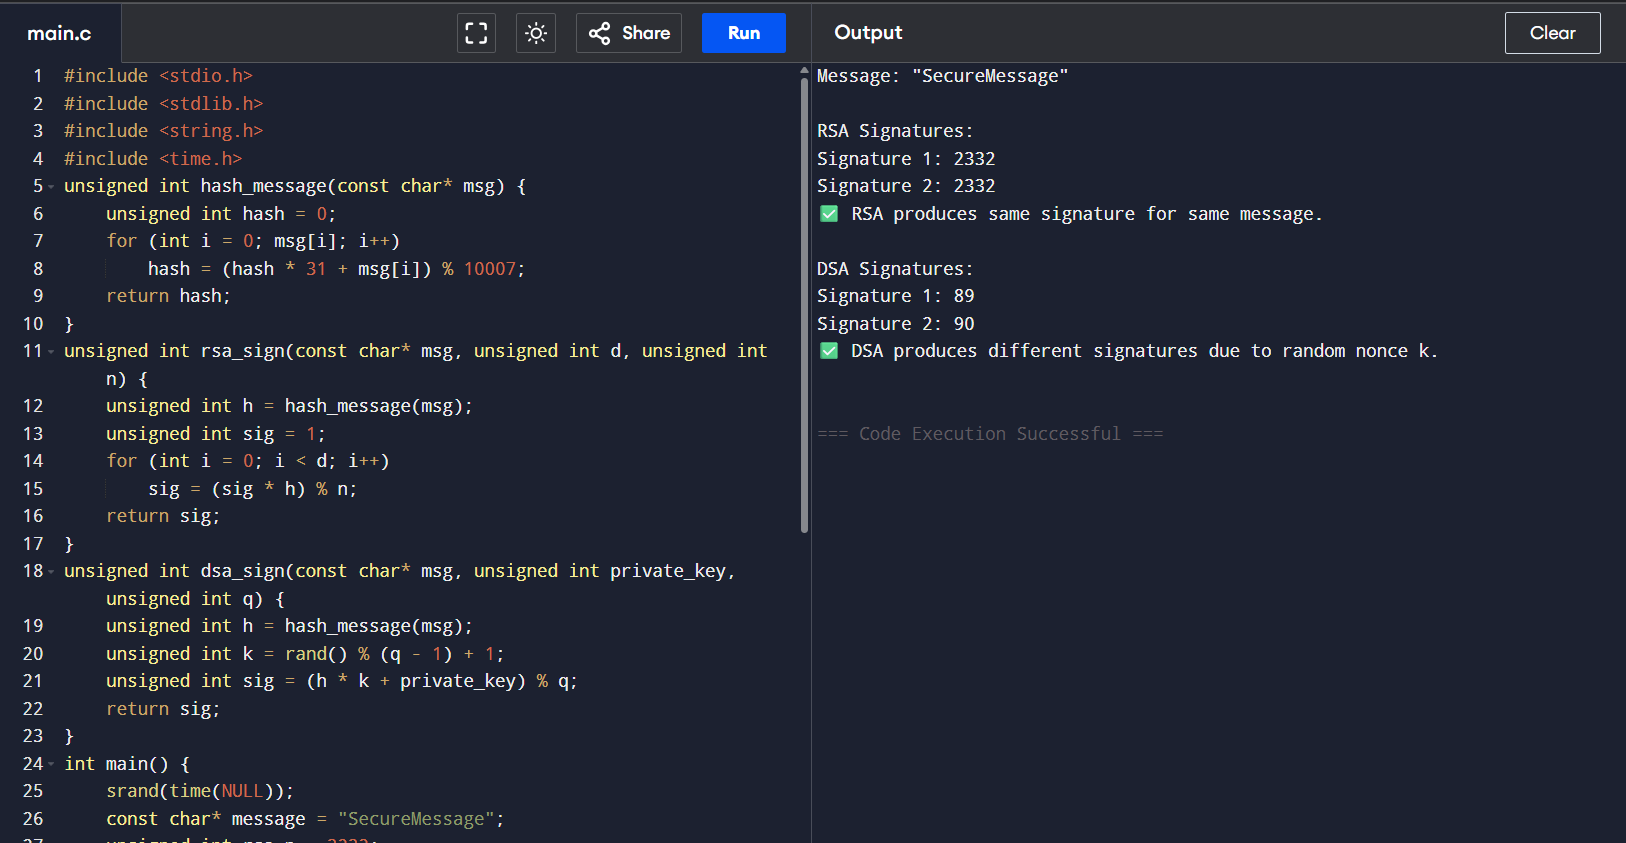 main.c
Share
Run
Output
Clear
1 #include <stdio.h>
2 #include <stdlib.h>
3 #include <string.h>
4 #include <time.h>
5 unsigned int hash_message(const char* msg) {
6 unsigned int hash = 0;
7 for (int i = 0; msg[i]; i++)
8 hash = (hash * 31 + msg[i]) % 10007;
9 return hash;
10 }
11 unsigned int rsa_sign(const char* msg, unsigned int d, unsigned int
n) {
12 unsigned int h = hash_message(msg);
13 unsigned int sig = 1;
14 for (int i = 0; i < d; i++)
15 sig = (sig * h) % n;
16 return sig;
17 }
18 unsigned int dsa_sign(const char* msg, unsigned int private_key,
unsigned int q) {
19 unsigned int h = hash_message(msg);
20 unsigned int k = rand() % (q - 1) + 1;
21 unsigned int sig = (h * k + private_key) % q;
22 return sig;
23 }
24 int main() {
25 srand(time(NULL));
26 const char* message = "SecureMessage";
Message: "SecureMessage"
RSA Signatures:
Signature 1: 2332
Signature 2: 2332
✅ RSA produces same signature for same message.
DSA Signatures:
Signature 1: 89
Signature 2: 90
✅ DSA produces different signatures due to random nonce k.
=== Code Execution Successful ===